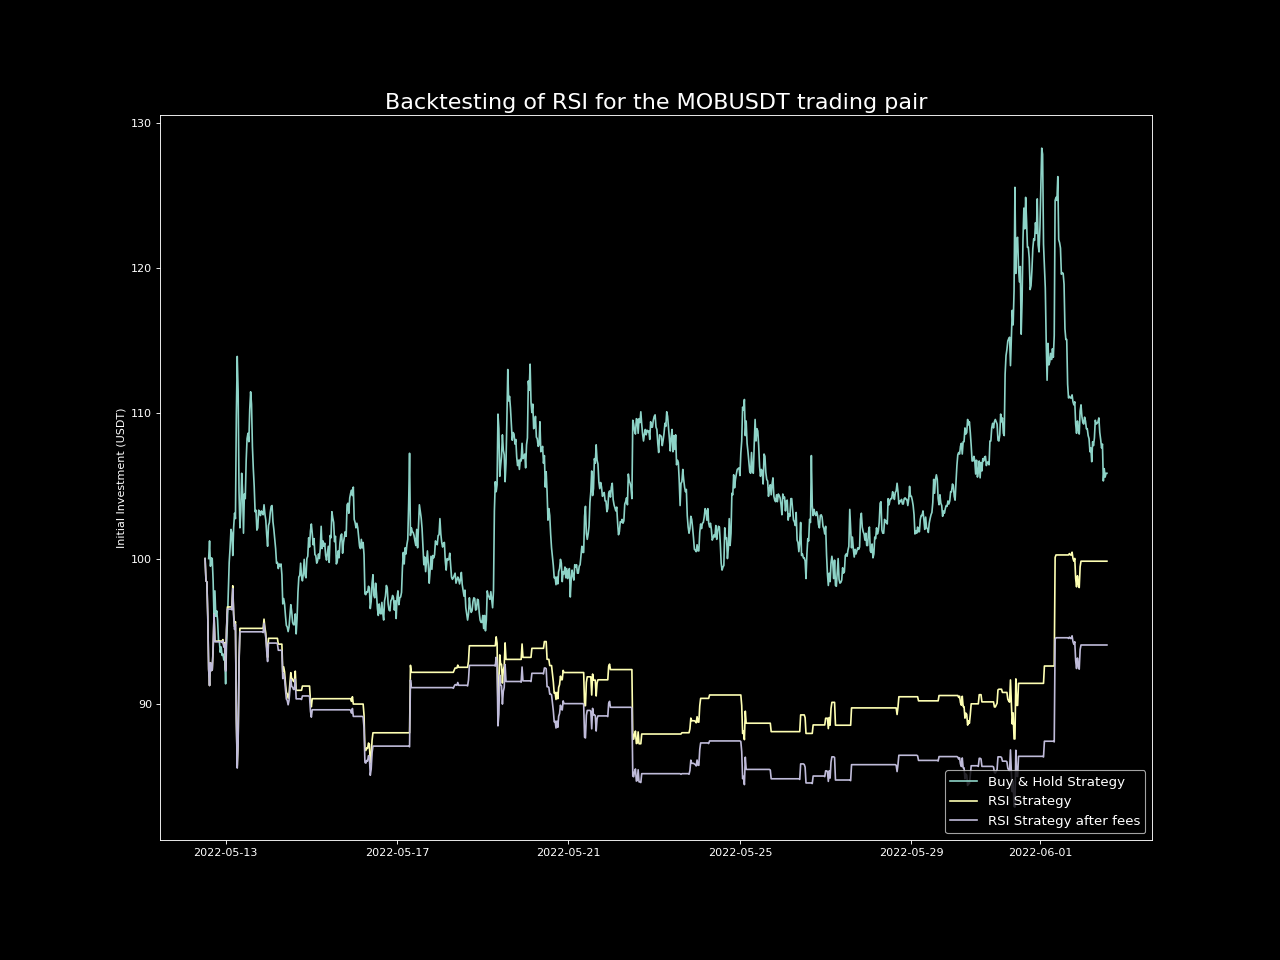 Backtesting of RSI for the MOBUSDT trading pair
130
120
110
100
90
Initial Investment (USDT)
2022-05-13
2022-05-17
2022-05-21
2022-05-25
2022-05-29
2022-06-01
Buy & Hold Strategy
RSI Strategy
RSI Strategy after fees